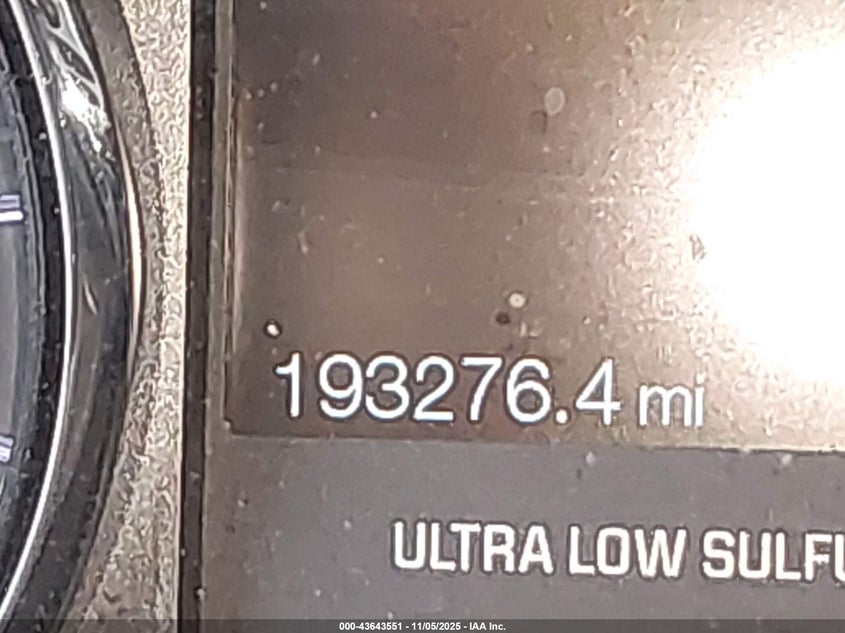 193276.4 mi
ULTRA LOW SULFU
000-43643551 - 11/05/2025 - IAA Inc.